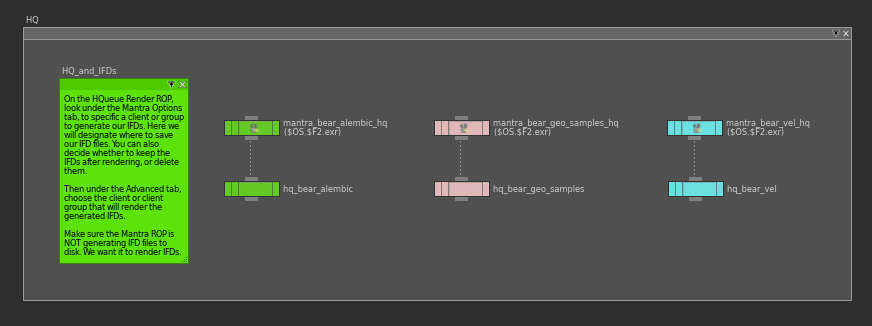 HQ
HQ_and_IFDs
On the HQueue Render ROP,
look under the Mantra Options
tab, to specific a client or group
to generate our IFDs. Here we
will designate where to save
our IFD files. You can also
decide whether to keep the
IFDs after rendering, or delete
them.
Then under the Advanced tab,
choose the client or client
group that will render the
generated IFDs.
Make sure the Mantra ROP is
NOT generating IFD files to
disk. We want it to render IFDs.
mantra_bear_alembic_hq
($OS.$F2.exr)
hq_bear_alembic
mantra_bear_geo_samples_hq
($OS.$F2.exr)
hq_bear_geo_samples
mantra_bear_vel_hq
($OS.$F2.exr)
hq_bear_vel